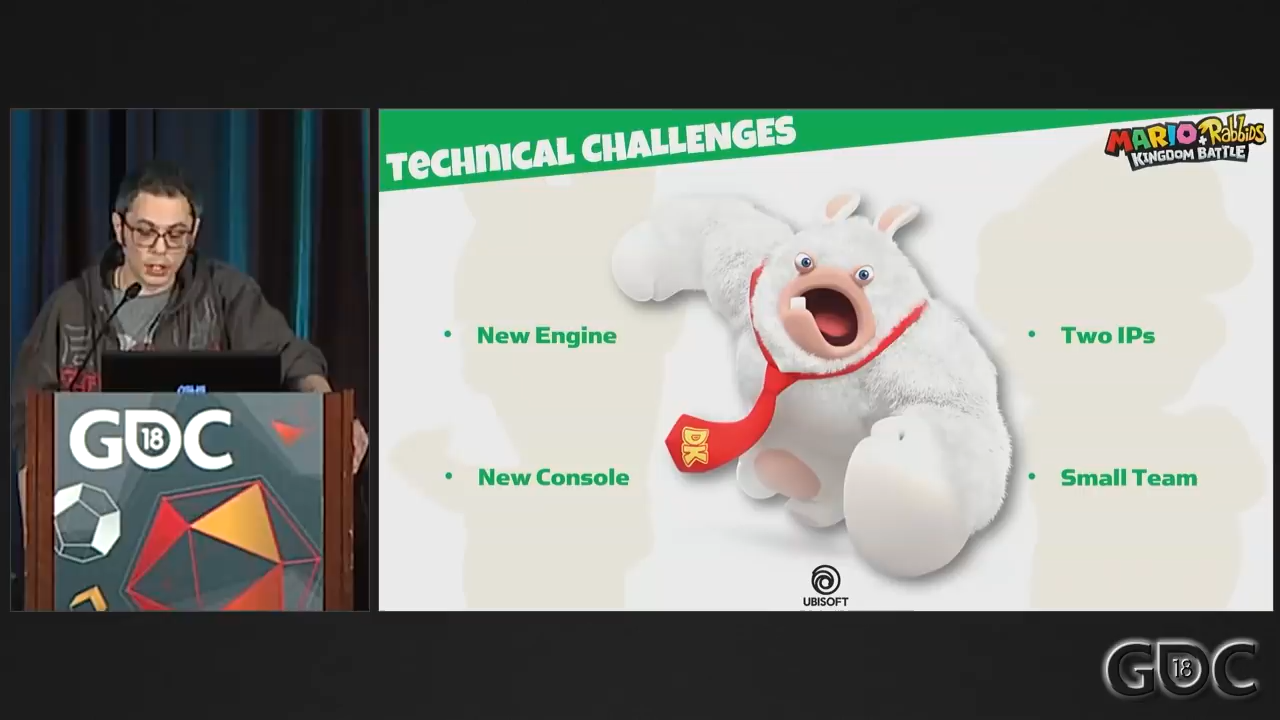 TECHNICAL CHALLENGES
MARIO + Rabbids
KINGDOM BATTLE
• New Engine
• Two IPs
DK
• New Console
• Small Team
UBISOFT
GDC
18
GDC
18